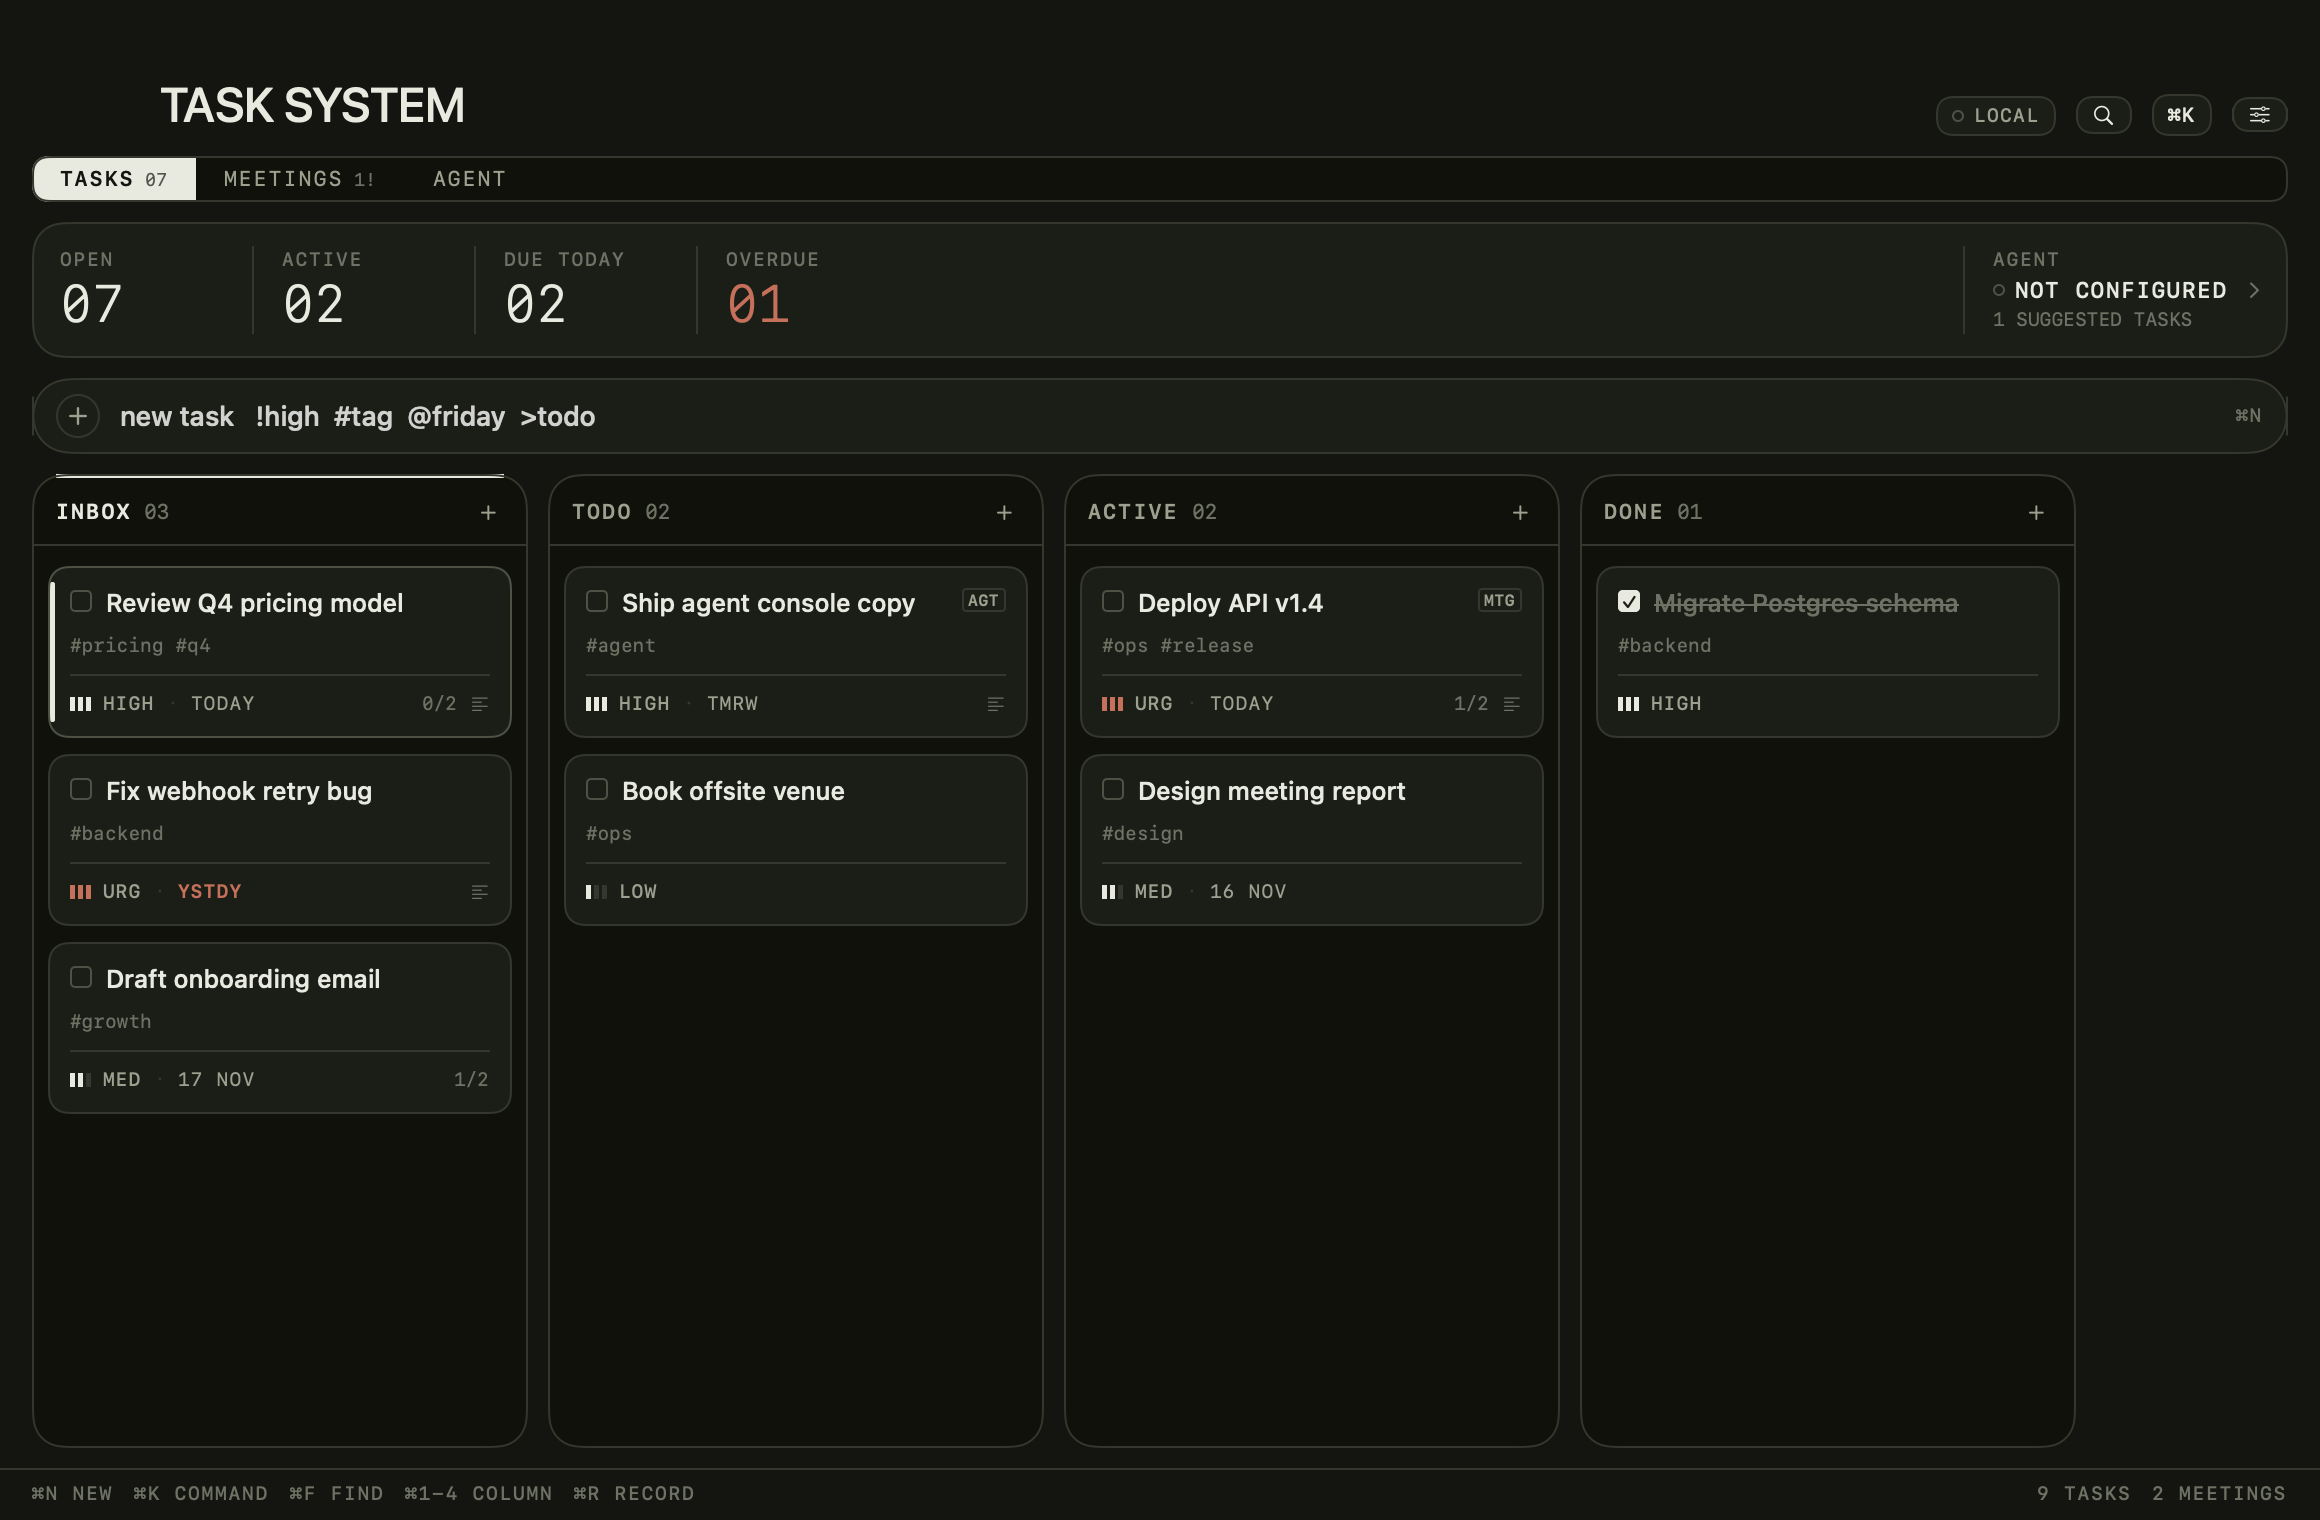 TASK SYSTEM
LOCAL
⌘K
TASKS 07
MEETINGS 1!
AGENT
OPEN
07
ACTIVE
02
DUE TODAY
02
OVERDUE
01
AGENT
NOT CONFIGURED
1 SUGGESTED TASKS
new task !high #tag @friday >todo
⌘N
INBOX 03
Review Q4 pricing model
#pricing #q4
HIGH · TODAY 0/2
Fix webhook retry bug
#backend
URG · YSTDY
Draft onboarding email
#growth
MED · 17 NOV 1/2
TODO 02
Ship agent console copy AGT
#agent
HIGH · TMRW
Book offsite venue
#ops
LOW
ACTIVE 02
Deploy API v1.4 MTG
#ops #release
URG · TODAY 1/2
Design meeting report
#design
MED · 16 NOV
DONE 01
Migrate Postgres schema
#backend
HIGH
⌘N NEW ⌘K COMMAND ⌘F FIND ⌘1–4 COLUMN ⌘R RECORD
9 TASKS 2 MEETINGS